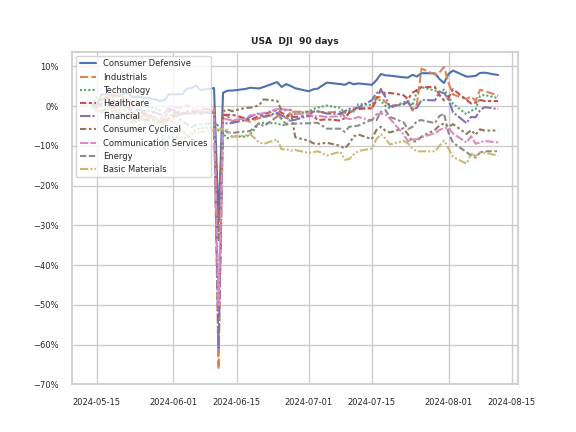 USA DJI 90 days
10%
0%
−10%
−20%
−30%
−40%
−50%
−60%
−70%
Consumer Defensive
Industrials
Technology
Healthcare
Financial
Consumer Cyclical
Communication Services
Energy
Basic Materials
2024-05-15 2024-06-01 2024-06-15 2024-07-01 2024-07-15 2024-08-01 2024-08-15